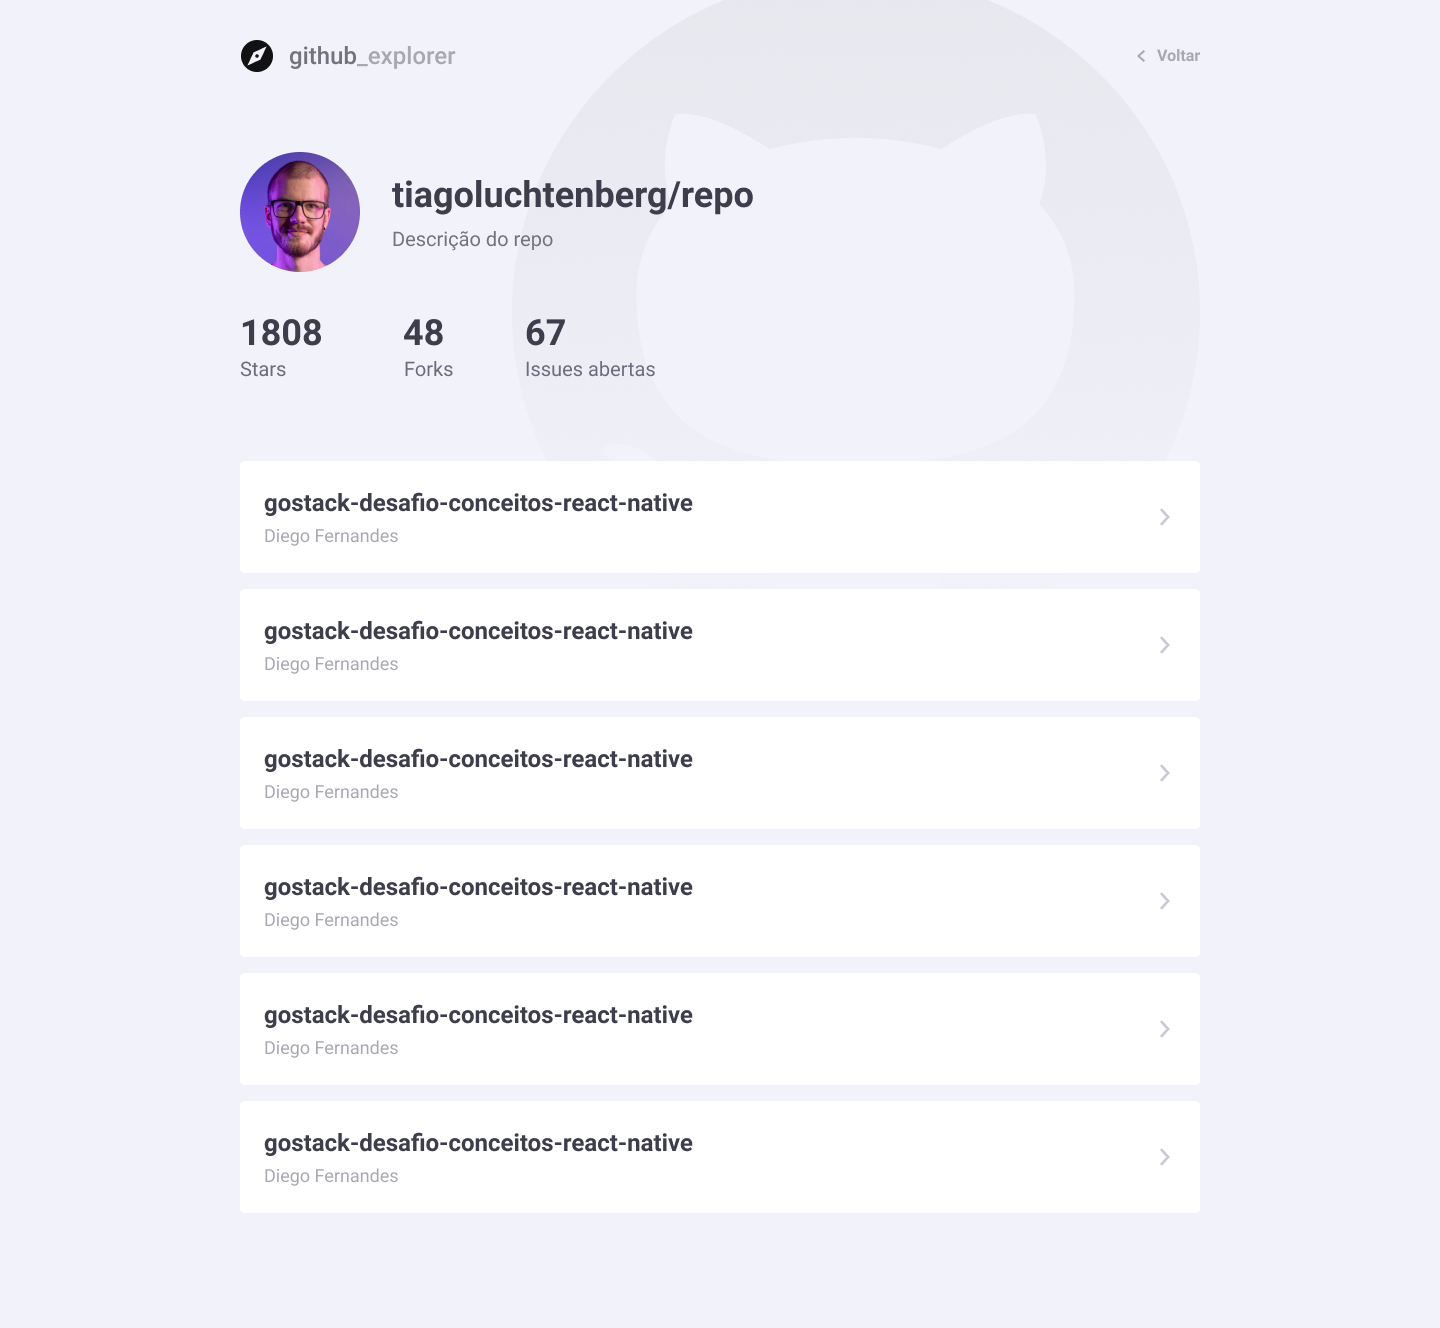 github_explorer
Voltar
tiagoluchtenberg/repo
Descrição do repo
1808 48 67
Stars Forks Issues abertas
gostack-desafio-conceitos-react-native
Diego Fernandes
gostack-desafio-conceitos-react-native
Diego Fernandes
gostack-desafio-conceitos-react-native
Diego Fernandes
gostack-desafio-conceitos-react-native
Diego Fernandes
gostack-desafio-conceitos-react-native
Diego Fernandes
gostack-desafio-conceitos-react-native
Diego Fernandes